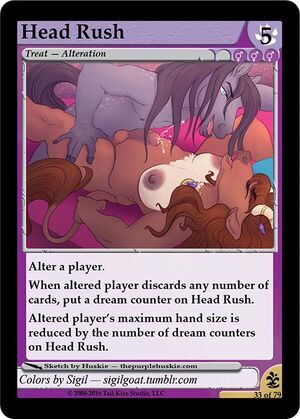 Head Rush
5
Treat — Alteration
Alter a player.
When altered player discards any number of
cards, put a dream counter on Head Rush.
Altered player's maximum hand size is
reduced by the number of dream counters
on Head Rush.
Sketch by Huskie — thepurplehuskie.com
Colors by Sigil — sigilgoat.tumblr.com
© 2006-2016 Tail Kiss Studio, LLC
33 of 79